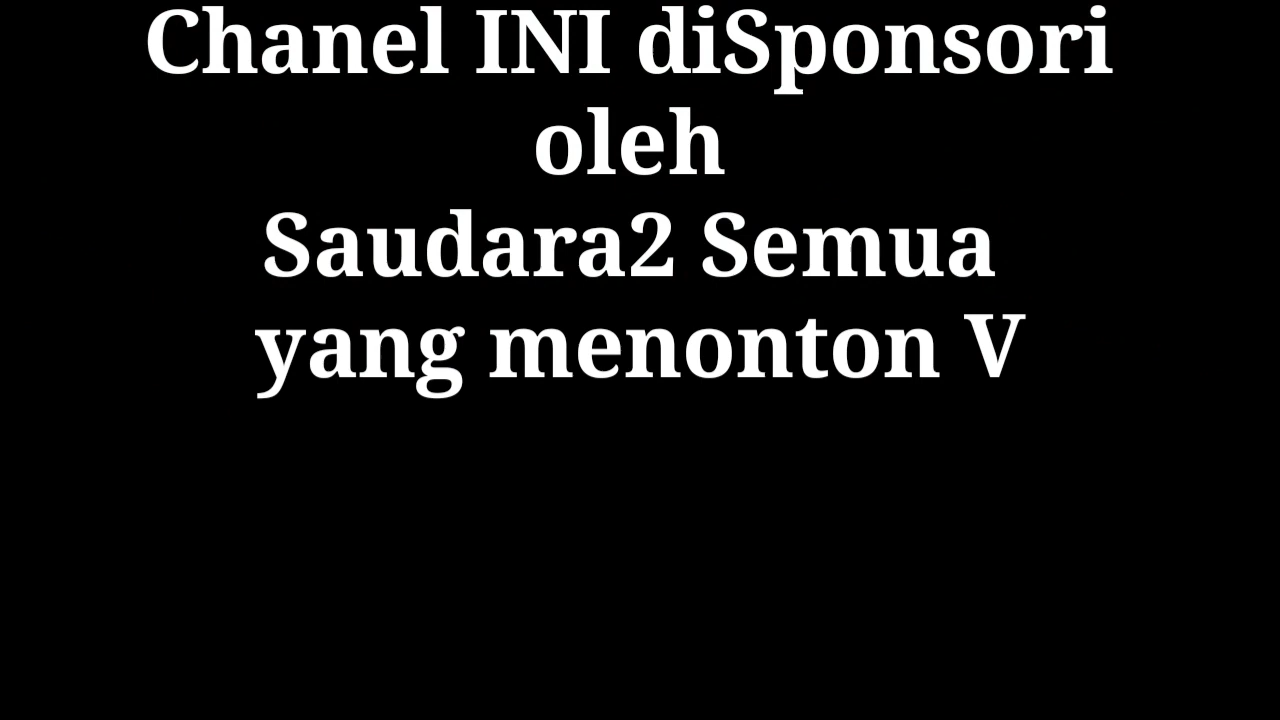 Chanel INI diSponsori
oleh
Saudara2 Semua
yang menonton V